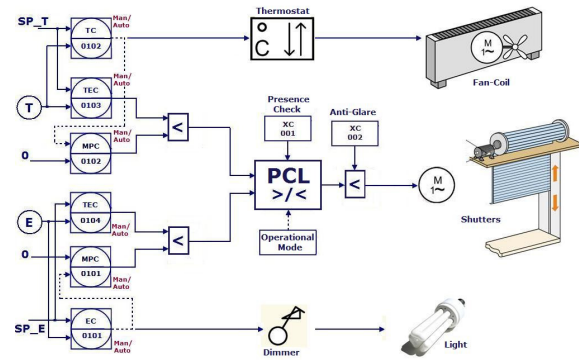 SP_T
Man/
Auto
TC
0102
Thermostat
°C
M
1~
Fan-Coil
Man/
Auto
TEC
0103
T
Man/
Auto
MPC
0102
0
<
Presence
Check
XC
001
Anti-Glare
XC
002
PCL
>/<
<
M
1~
Shutters
Operational
Mode
E
TEC
0104
Man/
Auto
<
0
MPC
0101
Man/
Auto
SP_E
EC
0101
Man/
Auto
Dimmer
Light